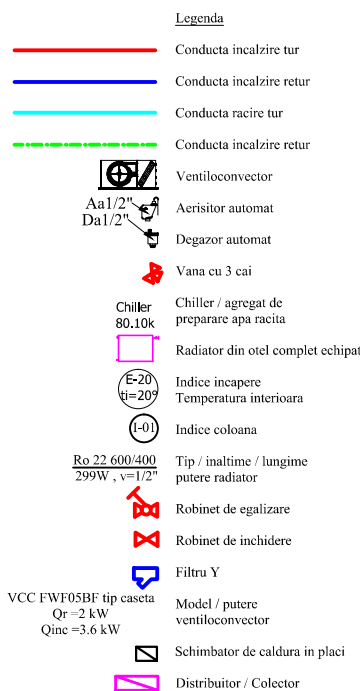 Legenda
Conducta incalzire tur
Conducta incalzire retur
Conducta racire tur
Conducta incalzire retur
Ventiloconvector
Aa1/2"
Aerisitor automat
Da1/2"
Degazor automat
Vana cu 3 cai
Chiller
80.10k
Chiller / agregat de
preparare apa racita
Radiator din otel complet echipat
E-20
ti=20°
Indice incapere
Temperatura interioara
I-01
Indice coloana
Ro 22 600/400
299W , v=1/2"
Tip / inaltime / lungime
putere radiator
Robinet de egalizare
Robinet de inchidere
Filtru Y
VCC FWF05BF tip caseta
Qr =2 kW
Qinc=3.6 kW
Model / putere
ventiloconvector
Schimbator de caldura in placi
Distribuitor / Colector